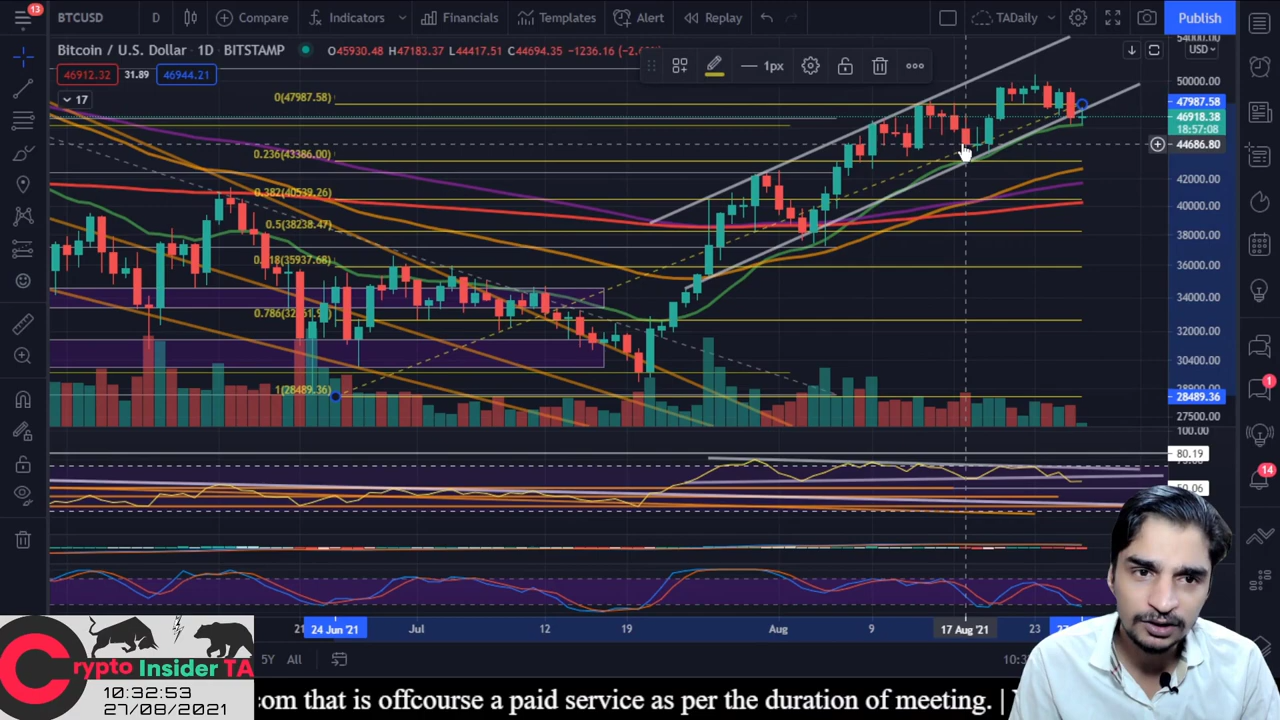 13
BTCUSD
D
Compare
Indicators
Financials
Templates
Alert
Replay
TADaily
Publish
Bitcoin / U.S. Dollar · 1D · BITSTAMP
O45930.48 H47183.37 L44417.51 C44694.35 −1236.16
1px
46912.32 31.89 46944.21
17
USD
54000.00
50000.00
47987.58
46918.38
18:57:08
44686.80
42000.00
40000.00
38000.00
36000.00
34000.00
32000.00
30400.00
28489.36
27500.00
100.00
80.19
50.06
0(47987.58)
0.236(43386.00)
0.382(40539.26)
0.5(38238.47)
0.618(35937.68)
1(28489.36)
24 Jun '21
Jul
12
19
Aug
9
17 Aug '21
23
5Y
All
1
14
Crypto Insider TA
10:32:53
27/08/2021
com that is offcourse a paid service as per the duration of meeting. |